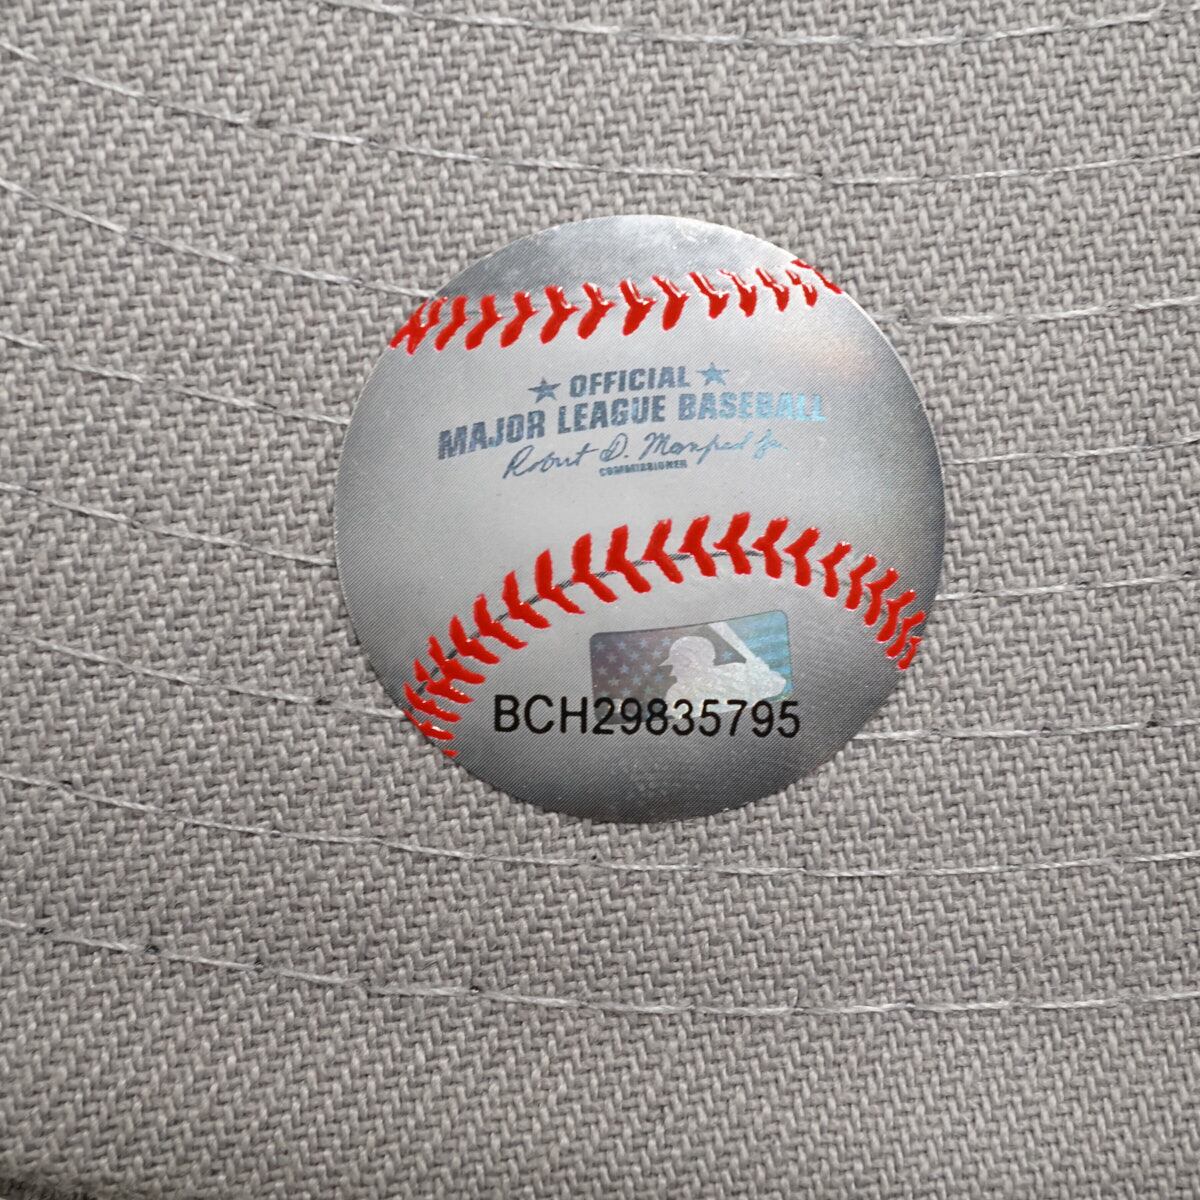 ★ OFFICIAL ★
MAJOR LEAGUE BASEBALL
Robert D. Manfred Jr.
COMMISSIONER
BCH29835795